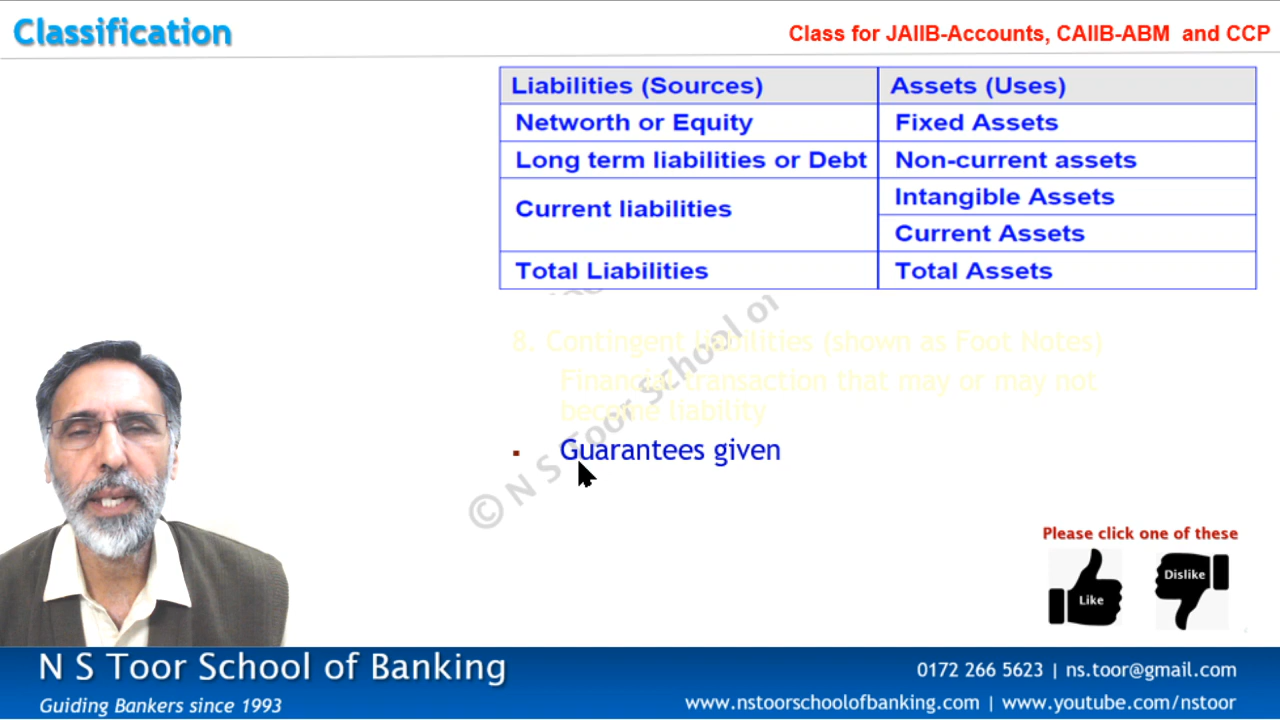 Classification
Class for JAIIB-Accounts, CAIIB-ABM and CCP
Liabilities (Sources) Assets (Uses)
Networth or Equity Fixed Assets
Long term liabilities or Debt Non-current assets
Current liabilities Intangible Assets
Current Assets
Total Liabilities Total Assets
8. Contingent liabilities (shown as Foot Notes)
Financial transaction that may or may not
become liability
▪ Guarantees given
© N S Toor School of
Please click one of these
Like
Dislike
N S Toor School of Banking
Guiding Bankers since 1993
0172 266 5623 | ns.toor@gmail.com
www.nstoorschoolofbanking.com | www.youtube.com/nstoor